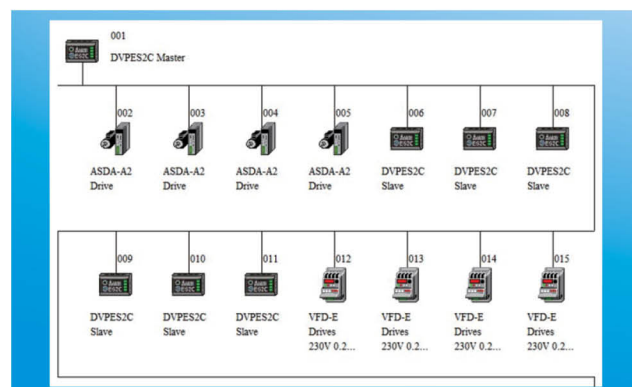 001
DVPES2C Master
002 003 004 005 006 007 008
ASDA-A2 ASDA-A2 ASDA-A2 ASDA-A2 DVPES2C DVPES2C DVPES2C
Drive Drive Drive Drive Slave Slave Slave
009 010 011 012 013 014 015
DVPES2C DVPES2C DVPES2C VFD-E VFD-E VFD-E VFD-E
Slave Slave Slave Drives Drives Drives Drives
230V 0.2... 230V 0.2... 230V 0.2... 230V 0.2...